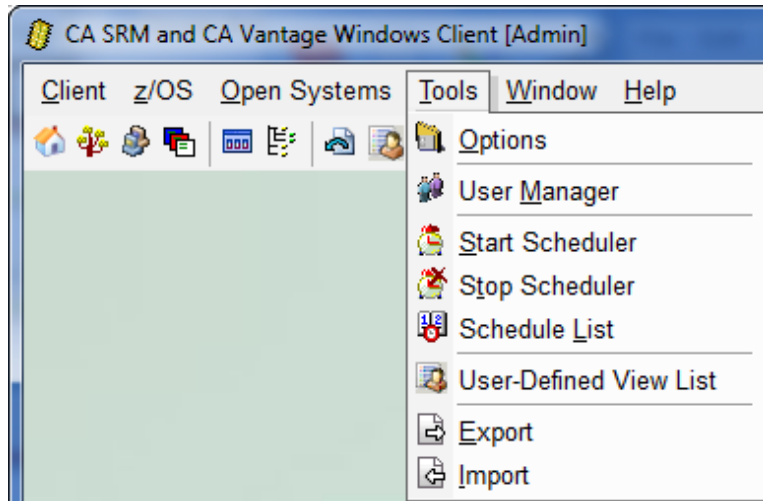 CA SRM and CA Vantage Windows Client [Admin]
Client z/OS Open Systems Tools Window Help
Options
User Manager
Start Scheduler
Stop Scheduler
Schedule List
User-Defined View List
Export
Import